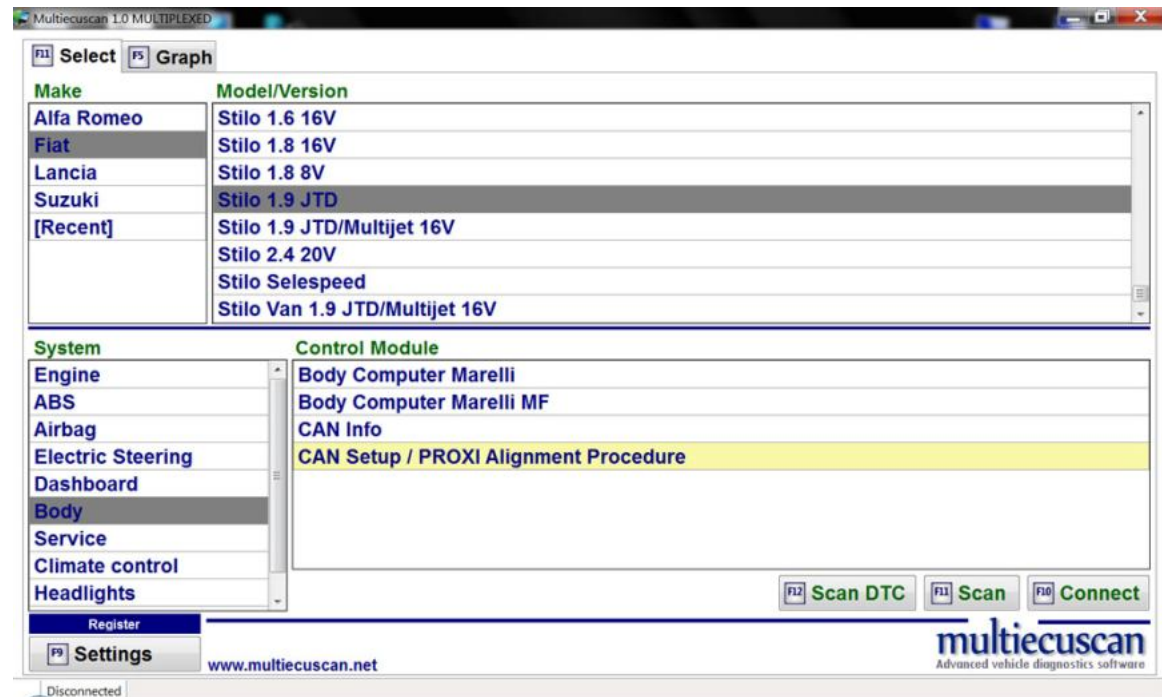 Multiecuscan 1.0 MULTIPLEXED
F11 Select F5 Graph
Make Model/Version
Alfa Romeo Stilo 1.6 16V
Fiat Stilo 1.8 16V
Lancia Stilo 1.8 8V
Suzuki Stilo 1.9 JTD
[Recent] Stilo 1.9 JTD/Multijet 16V
Stilo 2.4 20V
Stilo Selespeed
Stilo Van 1.9 JTD/Multijet 16V
System Control Module
Engine Body Computer Marelli
ABS Body Computer Marelli MF
Airbag CAN Info
Electric Steering CAN Setup / PROXI Alignment Procedure
Dashboard
Body
Service
Climate control
Headlights F12 Scan DTC F11 Scan F10 Connect
Register
F9 Settings www.multiecuscan.net multiecuscan
Advanced vehicle diagnostics software
Disconnected